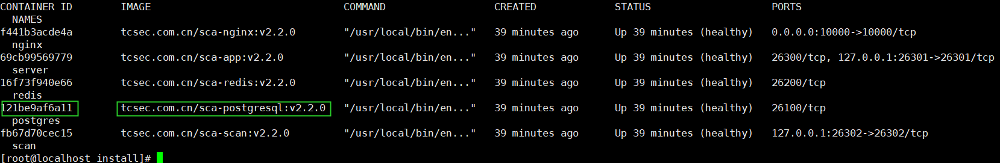 CONTAINER ID        IMAGE                                COMMAND                  CREATED             STATUS                    PORTS
  NAMES
f441b3acde4a        tcsec.com.cn/sca-nginx:v2.2.0        "/usr/local/bin/en..."   39 minutes ago      Up 39 minutes (healthy)   0.0.0.0:10000->10000/tcp
  nginx
69cb99569779        tcsec.com.cn/sca-app:v2.2.0          "/usr/local/bin/en..."   39 minutes ago      Up 39 minutes (healthy)   26300/tcp, 127.0.0.1:26301->26301/tcp
  server
16f73f940e66        tcsec.com.cn/sca-redis:v2.2.0        "/usr/local/bin/en..."   39 minutes ago      Up 39 minutes (healthy)   26200/tcp
  redis
121be9af6a11        tcsec.com.cn/sca-postgresql:v2.2.0   "/usr/local/bin/en..."   39 minutes ago      Up 39 minutes (healthy)   26100/tcp
  postgres
fb67d70cec15        tcsec.com.cn/sca-scan:v2.2.0         "/usr/local/bin/en..."   39 minutes ago      Up 39 minutes (healthy)   127.0.0.1:26302->26302/tcp
  scan
[root@localhost install]#